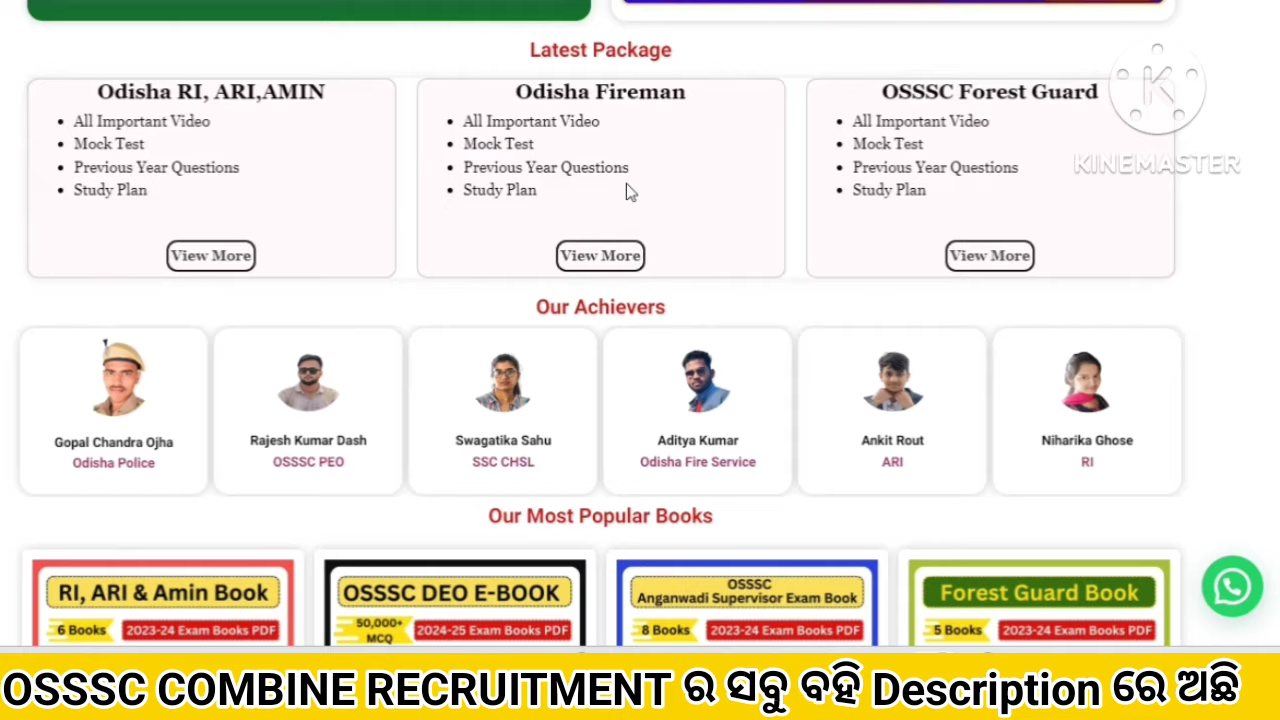 Latest Package
Odisha RI, ARI,AMIN
All Important Video
Mock Test
Previous Year Questions
Study Plan
View More
Odisha Fireman
All Important Video
Mock Test
Previous Year Questions
Study Plan
View More
OSSSC Forest Guard
All Important Video
Mock Test
Previous Year Questions
Study Plan
View More
K
KINEMASTER
Our Achievers
Gopal Chandra Ojha
Odisha Police
Rajesh Kumar Dash
OSSSC PEO
Swagatika Sahu
SSC CHSL
Aditya Kumar
Odisha Fire Service
Ankit Rout
ARI
Niharika Ghose
RI
Our Most Popular Books
RI, ARI & Amin Book
6 Books 2023-24 Exam Books PDF
OSSSC DEO E-BOOK
50,000+
MCQ
2024-25 Exam Books PDF
OSSSC
Anganwadi Supervisor Exam Book
8 Books 2023-24 Exam Books PDF
Forest Guard Book
5 Books 2023-24 Exam Books PDF
OSSSC COMBINE RECRUITMENT ର ସବୁ ବହି Description ରେ ଅଛି